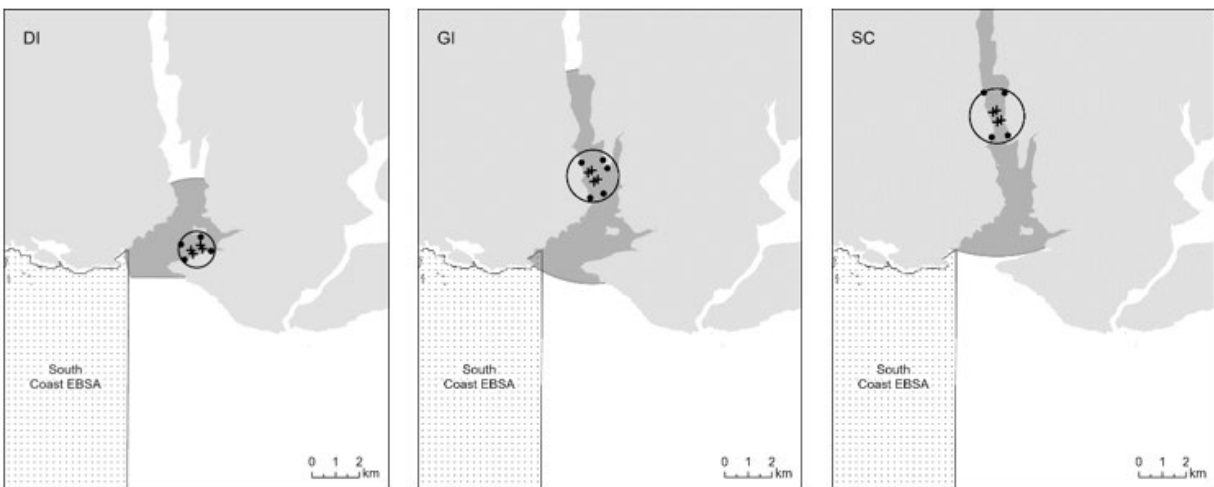 DI
South
Coast EBSA
0 1 2
km
GI
South
Coast EBSA
0 1 2
km
SC
South
Coast EBSA
0 1 2
km